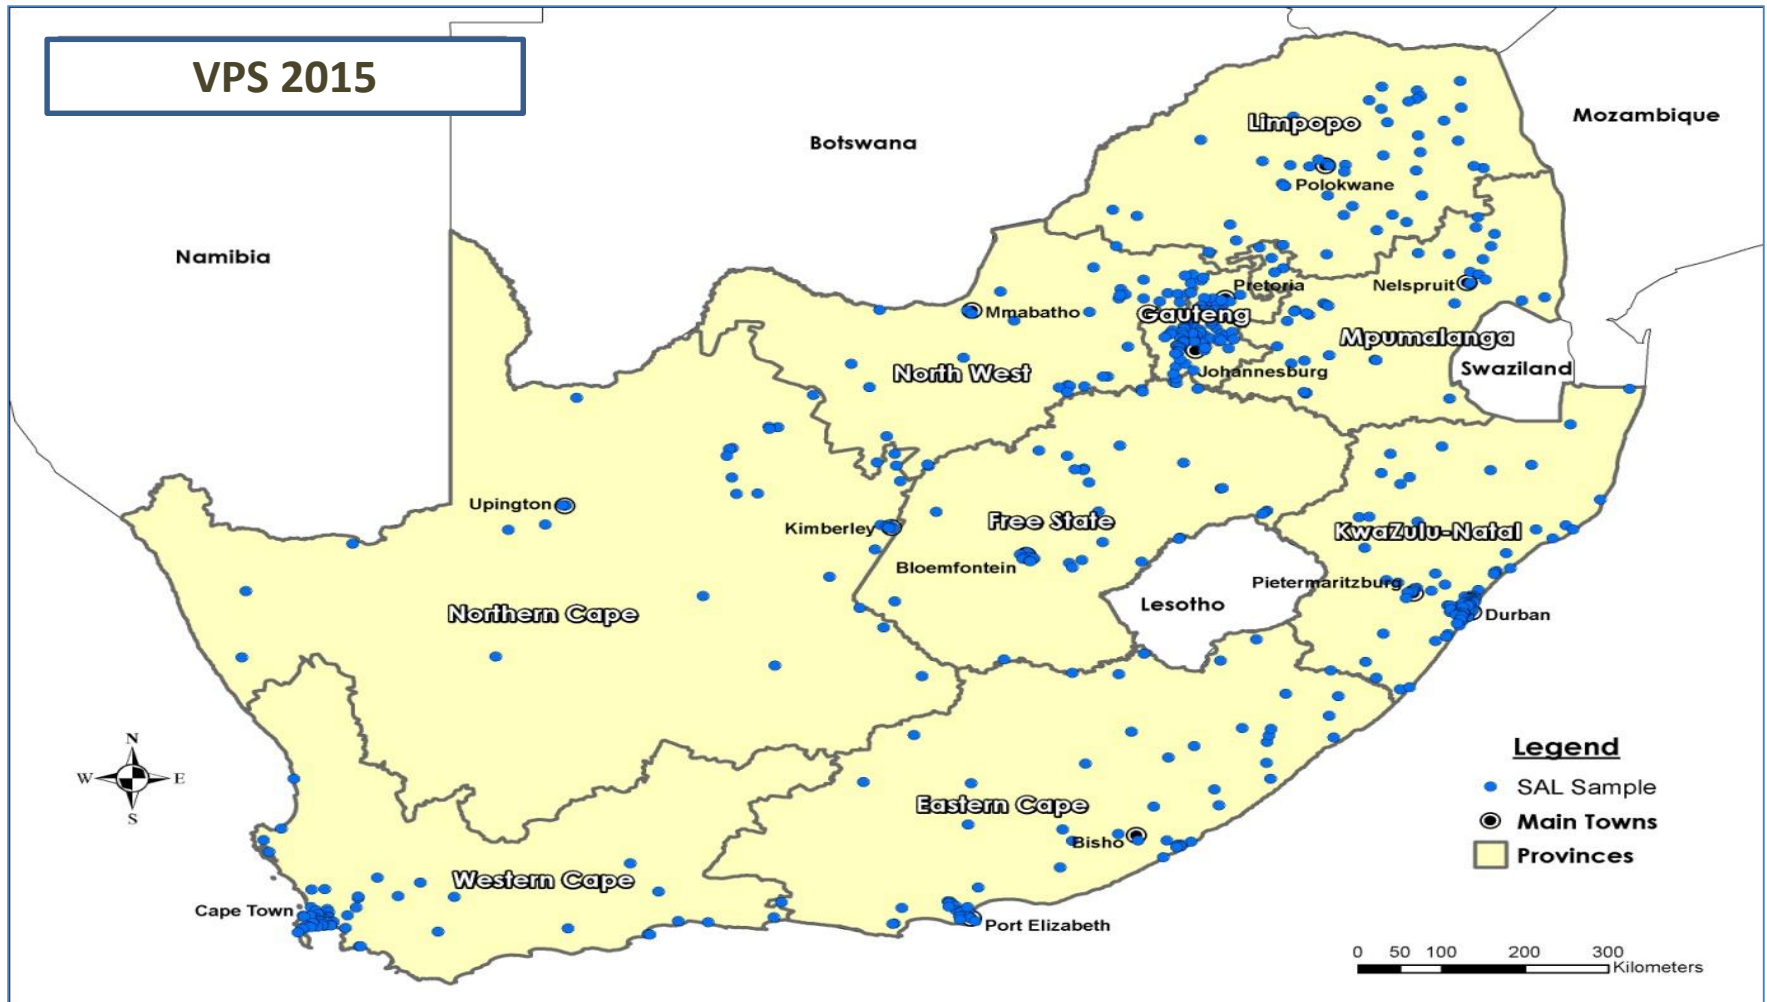 VPS 2015
Limpopo
Mozambique
Botswana
Polokwane
Namibia
Pretoria
Nelspruit
Mmabatho
Gauteng
Mpumalanga
North West
Johannesburg
Swaziland
Upington
Kimberley
Free State
KwaZulu-Natal
Bloemfontein
Pietermaritzburg
Lesotho
Northern Cape
Durban
N
W
E
S
Legend
SAL Sample
Main Towns
Provinces
Eastern Cape
Bisho
Western Cape
Cape Town
Port Elizabeth
0 50 100 200 300
Kilometers